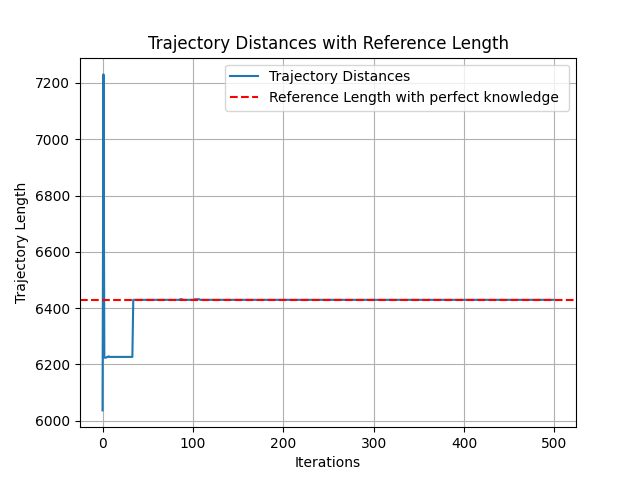 Trajectory Distances with Reference Length
Trajectory Distances
Reference Length with perfect knowledge
Trajectory Length
7200
7000
6800
6600
6400
6200
6000
0 100 200 300 400 500
Iterations